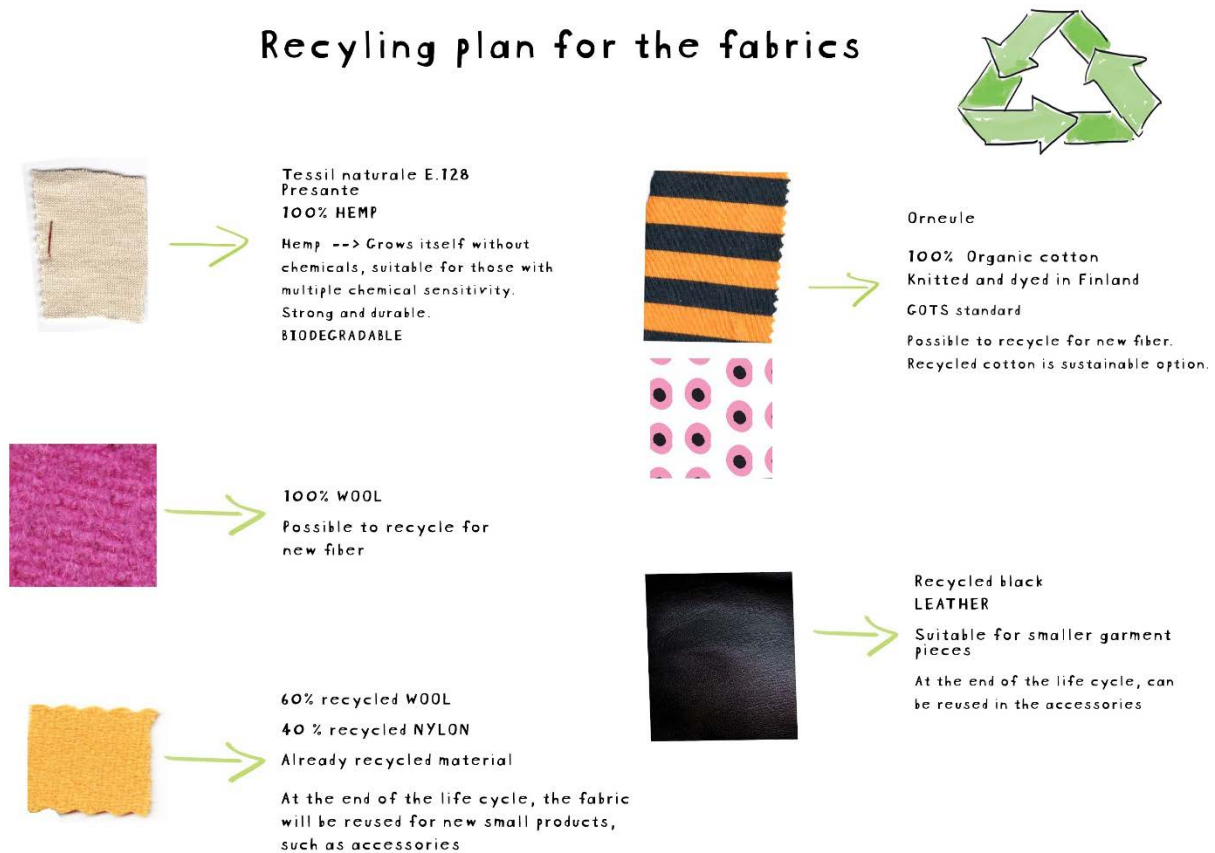 Recyling plan for the fabrics
Tessil naturale E.128
Presante
100% HEMP
Hemp --> Grows itself without
chemicals, suitable for those with
multiple chemical sensitivity.
Strong and durable.
BIODEGRADABLE
100% WOOL
Possible to recycle for
new fiber
60% recycled WOOL
40 % recycled NYLON
Already recycled material
At the end of the life cycle, the fabric
will be reused for new small products,
such as accessories
Orneule
100% Organic cotton
Knitted and dyed in Finland
GOTS standard
Possible to recycle for new fiber.
Recycled cotton is sustainable option.
Recycled black
LEATHER
Suitable for smaller garment
pieces
At the end of the life cycle, can
be reused in the accessories